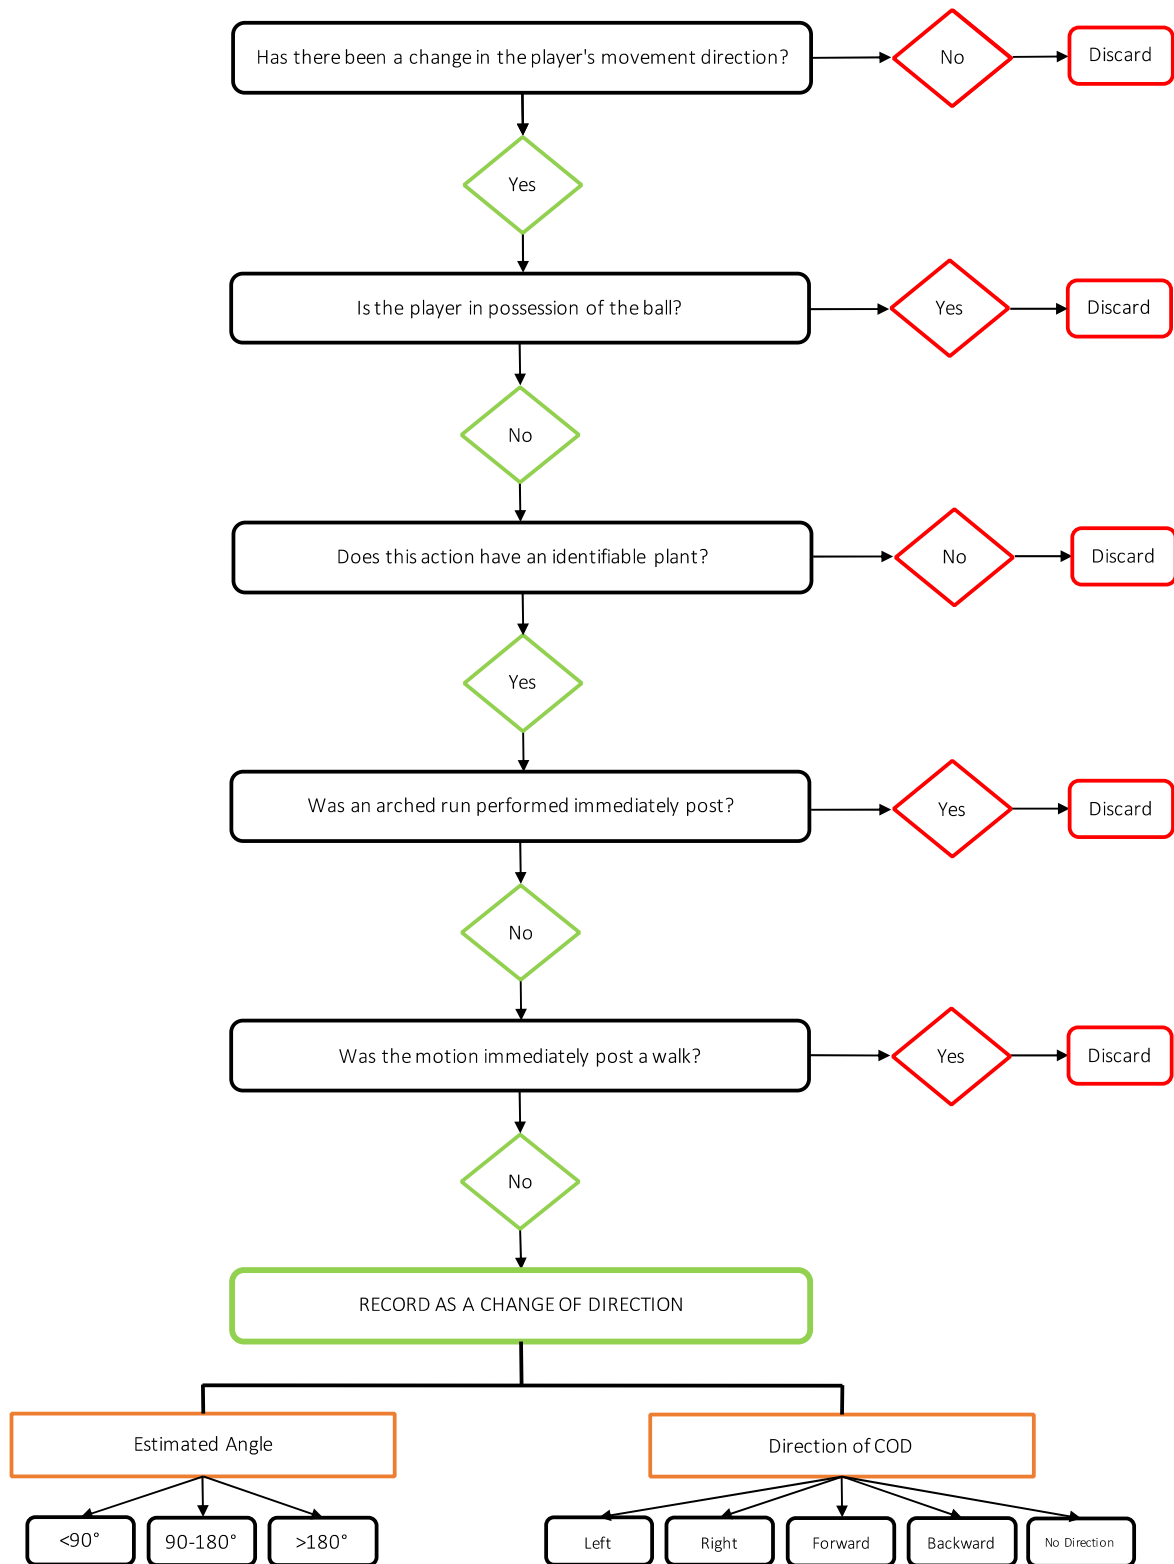 Has there been a change in the player's movement direction?
No
Discard
Yes
Is the player in possession of the ball?
Yes
Discard
No
Does this action have an identifiable plant?
No
Discard
Yes
Was an arched run performed immediately post?
Yes
Discard
No
Was the motion immediately post a walk?
Yes
Discard
No
RECORD AS A CHANGE OF DIRECTION
Estimated Angle
Direction of COD
<90°
90-180°
>180°
Left
Right
Forward
Backward
No Direction